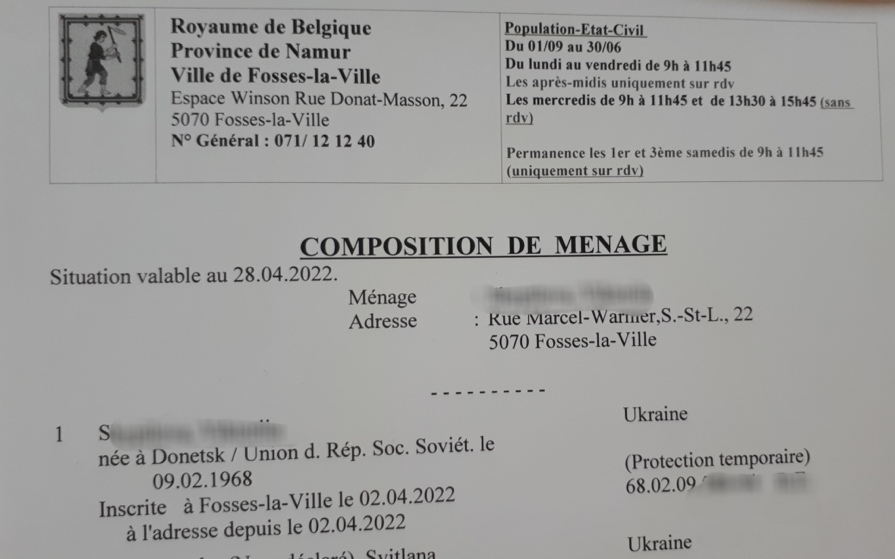 Royaume de Belgique
Province de Namur
Ville de Fosses-la-Ville
Espace Winson Rue Donat-Masson, 22
5070 Fosses-la-Ville
N° Général : 071/ 12 12 40
Population-Etat-Civil
Du 01/09 au 30/06
Du lundi au vendredi de 9h à 11h45
Les après-midis uniquement sur rdv
Les mercredis de 9h à 11h45 et de 13h30 à 15h45 (sans
rdv)
Permanence les 1er et 3ème samedis de 9h à 11h45
(uniquement sur rdv)
COMPOSITION DE MENAGE
Situation valable au 28.04.2022.
Ménage
Adresse : Rue Marcel-Warnier,S.-St-L., 22
5070 Fosses-la-Ville
----------
1 S Ukraine
née à Donetsk / Union d. Rép. Soc. Soviét. le
09.02.1968 (Protection temporaire)
Inscrite à Fosses-la-Ville le 02.04.2022 68.02.09
à l'adresse depuis le 02.04.2022
Svitlana Ukraine